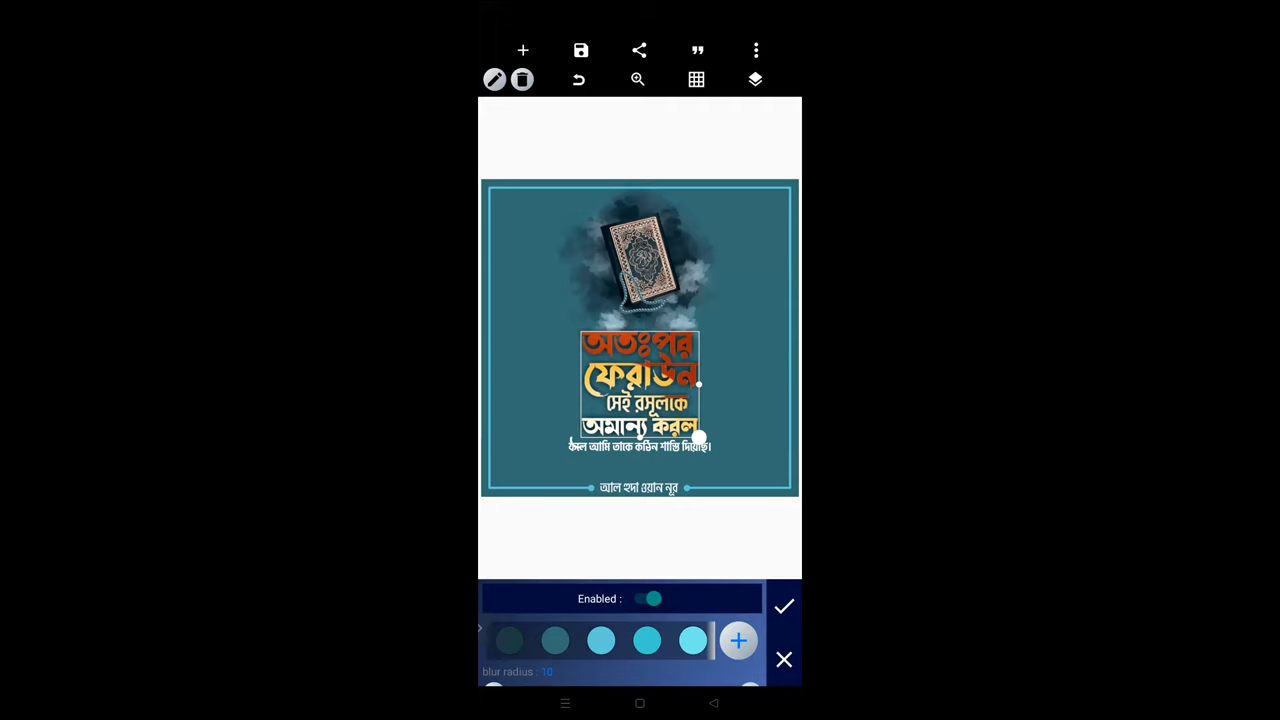 অতঃপর
ফেরাউন
সেই রসূলকে
অমান্য করল
ফলে আমি তাকে কঠিন শাস্তি দিয়েছি।
আল হুদা ওয়ান নূর
Enabled :
blur radius : 10